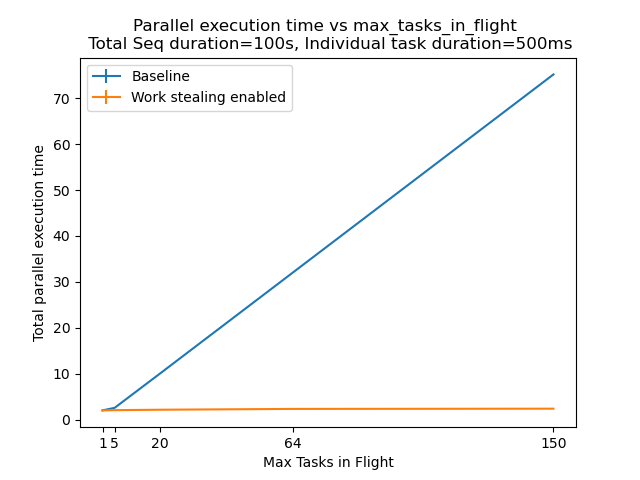 Parallel execution time vs max_tasks_in_flight
Total Seq duration=100s, Individual task duration=500ms
Baseline
Work stealing enabled
Total parallel execution time
70
60
50
40
30
20
10
0
1 5 20 64 150
Max Tasks in Flight